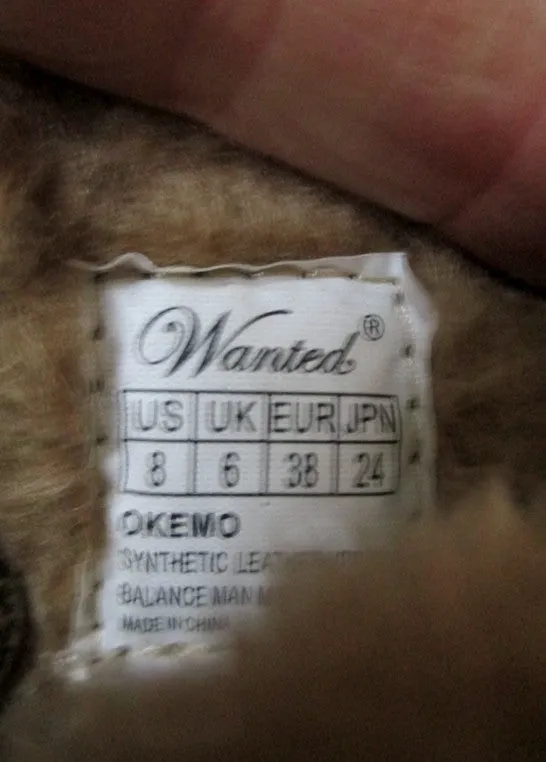 Wanted®
US UK EUR JPN
8 6 38 24
OKEMO
SYNTHETIC
BALANCE MAN
MADE IN CHINA